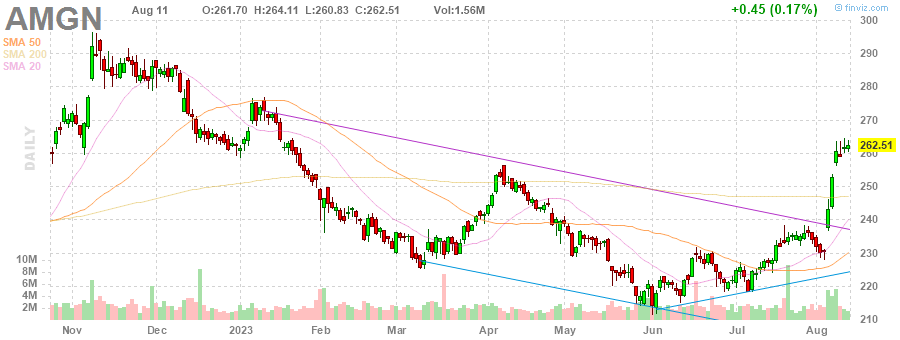 AMGN
Aug 11 O:261.70 H:264.11 L:260.83 C:262.51 Vol:1.56M +0.45 (0.17%) finviz.com
SMA 50
SMA 200
SMA 20
DAILY
300
290
280
270
262.51
260
250
240
230
220
210
10M
8M
6M
4M
2M
Nov Dec 2023 Feb Mar Apr May Jun Jul Aug